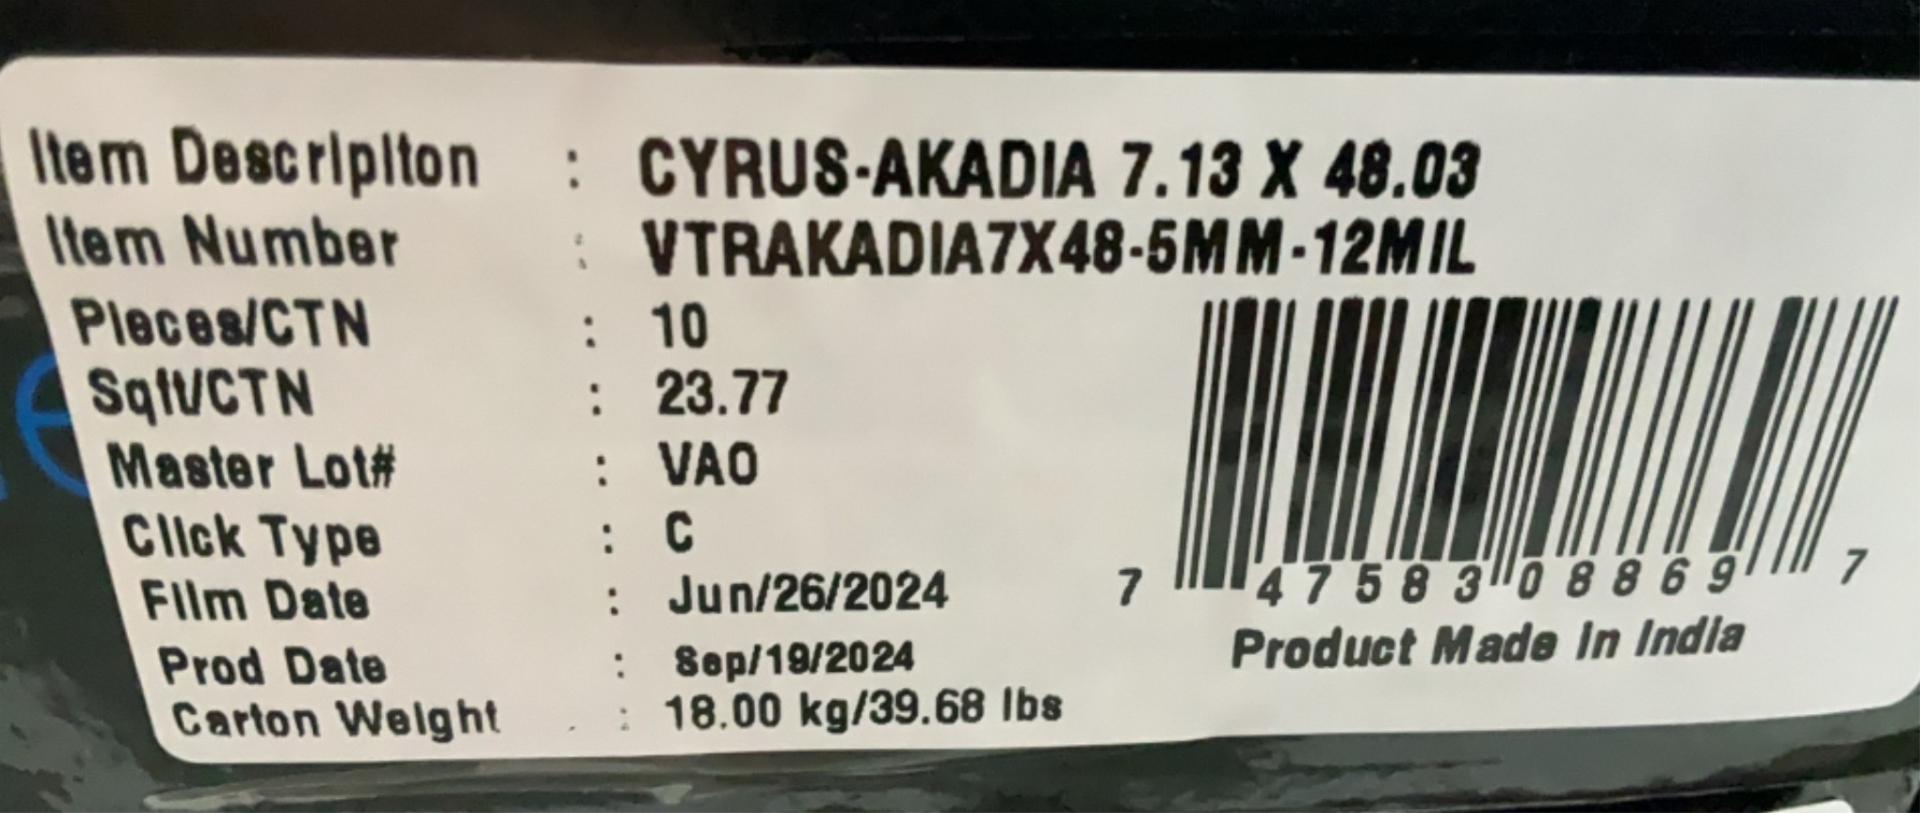 Item Description : CYRUS-AKADIA 7.13 X 48.03
Item Number : VTRAKADIA7X48-5MM-12MIL
Pieces/CTN : 10
Sqft/CTN : 23.77
Master Lot# : VAO
Click Type : C
Film Date : Jun/26/2024
Prod Date : Sep/19/2024
Carton Weight : 18.00 kg/39.68 lbs
7 47583 08869 7
Product Made In India